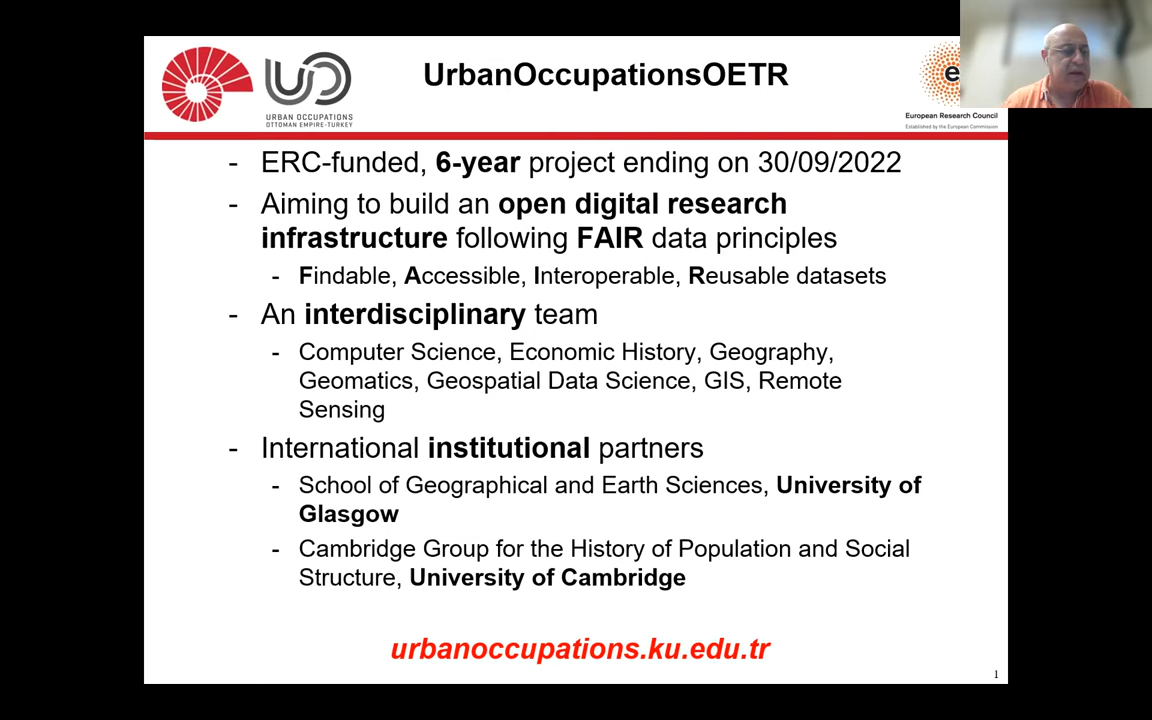 UrbanOccupationsOETR
URBAN OCCUPATIONS
OTTOMAN EMPIRE-TURKEY
e
European Research Council
Established by the European Commission
- ERC-funded, 6-year project ending on 30/09/2022
- Aiming to build an open digital research
infrastructure following FAIR data principles
- Findable, Accessible, Interoperable, Reusable datasets
- An interdisciplinary team
- Computer Science, Economic History, Geography,
Geomatics, Geospatial Data Science, GIS, Remote
Sensing
- International institutional partners
- School of Geographical and Earth Sciences, University of
Glasgow
- Cambridge Group for the History of Population and Social
Structure, University of Cambridge
urbanoccupations.ku.edu.tr
1